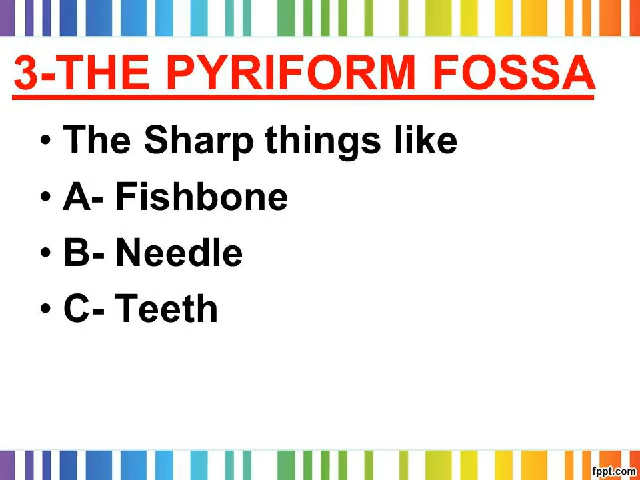 3-THE PYRIFORM FOSSA
• The Sharp things like
• A- Fishbone
• B- Needle
• C- Teeth
fppt.com